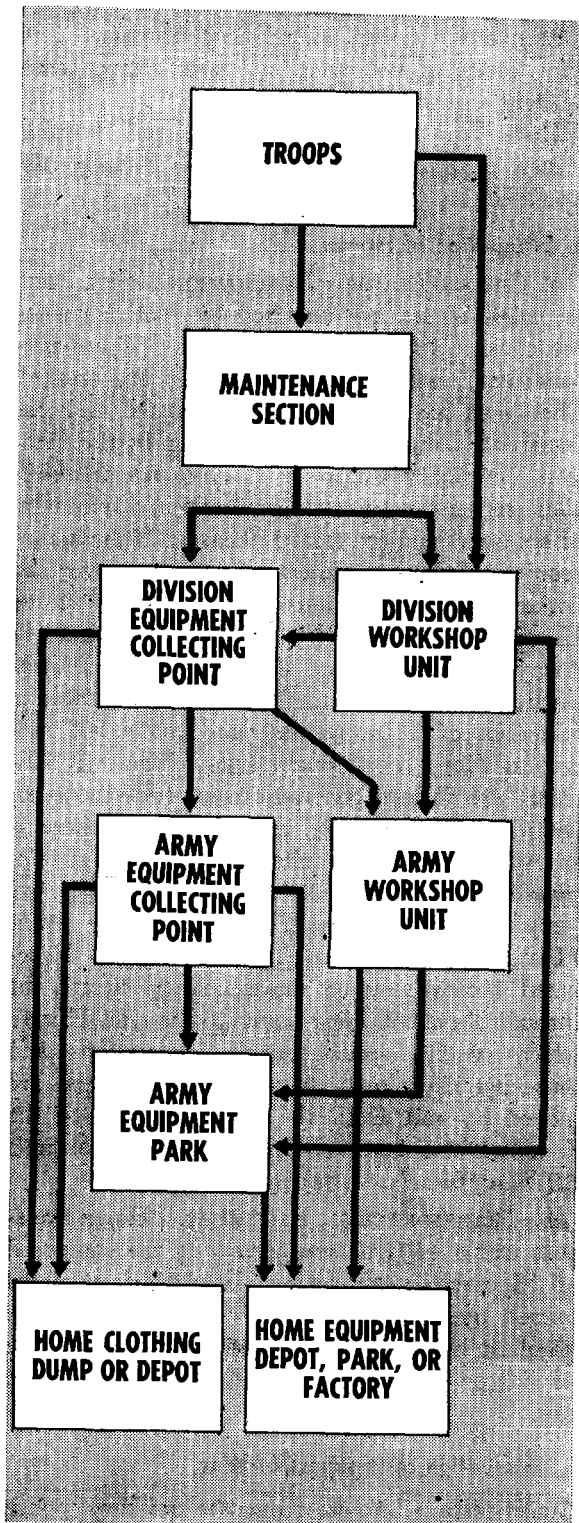 TROOPS
MAINTENANCE
SECTION
DIVISION
EQUIPMENT
COLLECTING
POINT
DIVISION
WORKSHOP
UNIT
ARMY
EQUIPMENT
COLLECTING
POINT
ARMY
WORKSHOP
UNIT
ARMY
EQUIPMENT
PARK
HOME CLOTHING
DUMP OR DEPOT
HOME EQUIPMENT
DEPOT, PARK, OR
FACTORY